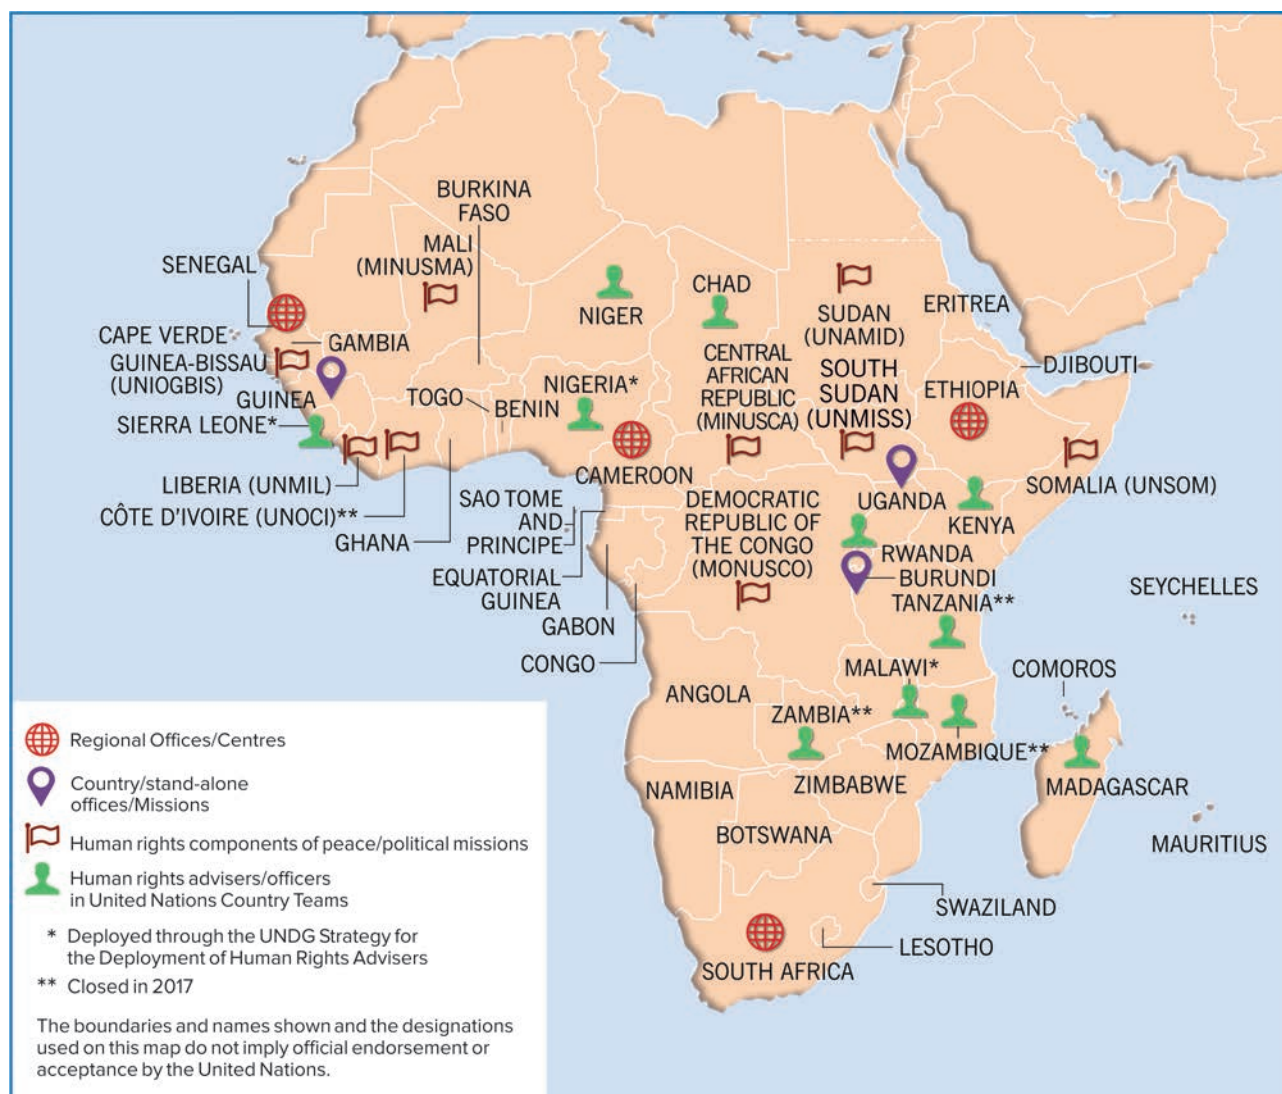 BURKINA
FASO
MALI
(MINUSMA)
SENEGAL
NIGER
CHAD
SUDAN
(UNAMID)
ERITREA
CAPE VERDE
GAMBIA
GUINEA-BISSAU
(UNIOGBIS)
GUINEA
SIERRA LEONE*
TOGO
BENIN
NIGERIA*
CENTRAL
AFRICAN
REPUBLIC
(MINUSCA)
SOUTH
SUDAN
(UNMISS)
DJIBOUTI
ETHIOPIA
LIBERIA (UNMIL)
CÔTE D'IVOIRE (UNOCI)**
GHANA
CAMEROON
SAO TOME
AND
PRINCIPE
EQUATORIAL
GUINEA
GABON
CONGO
DEMOCRATIC
REPUBLIC OF
THE CONGO
(MONUSCO)
UGANDA
KENYA
SOMALIA (UNSOM)
RWANDA
BURUNDI
TANZANIA**
SEYCHELLES
MALAWI*
COMOROS
ANGOLA
ZAMBIA**
MOZAMBIQUE**
NAMIBIA
ZIMBABWE
MADAGASCAR
BOTSWANA
MAURITIUS
SWAZILAND
LESOTHO
SOUTH AFRICA
Regional Offices/Centres
Country/stand-alone
offices/Missions
Human rights components of peace/political missions
Human rights advisers/officers
in United Nations Country Teams
* Deployed through the UNDG Strategy for
the Deployment of Human Rights Advisers
** Closed in 2017
The boundaries and names shown and the designations
used on this map do not imply official endorsement or
acceptance by the United Nations.